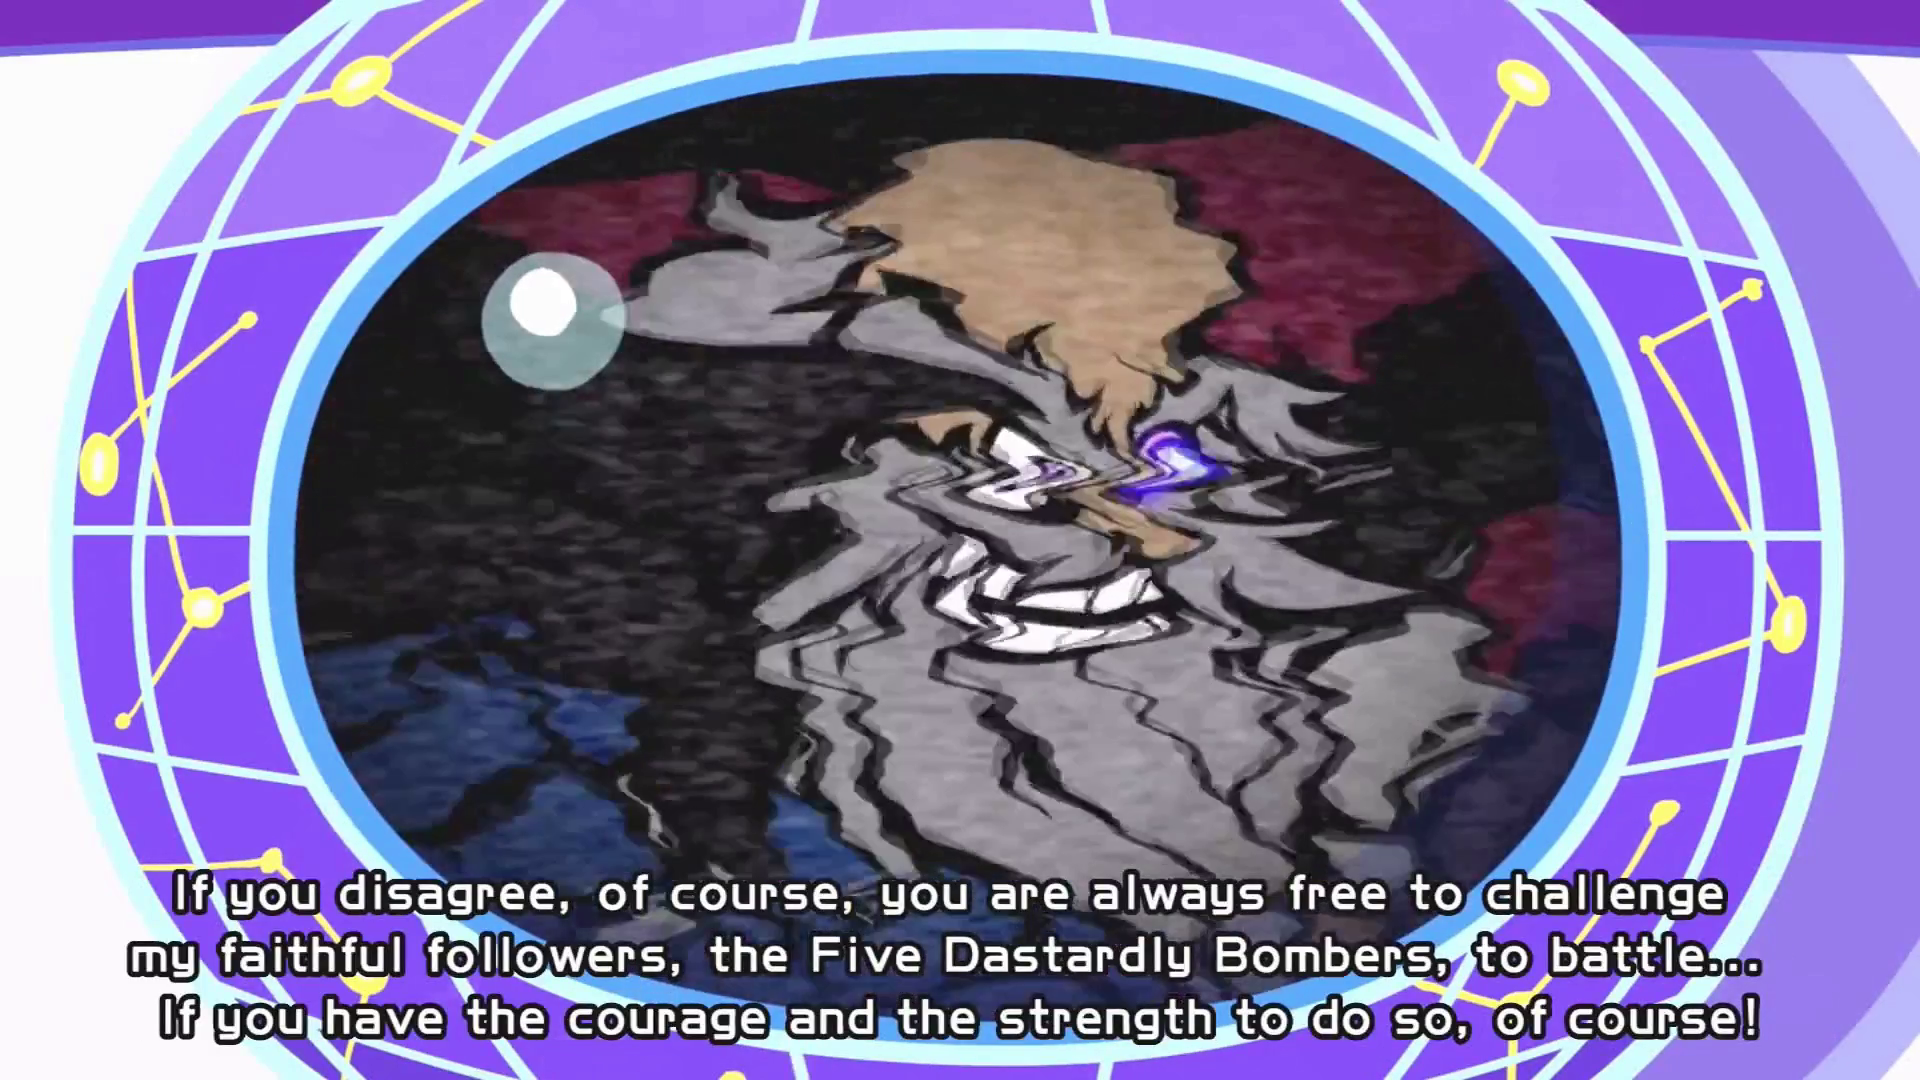 If you disagree, of course, you are always free to challenge
my faithful followers, the Five Dastardly Bombers, to battle...
If you have the courage and the strength to do so, of course!